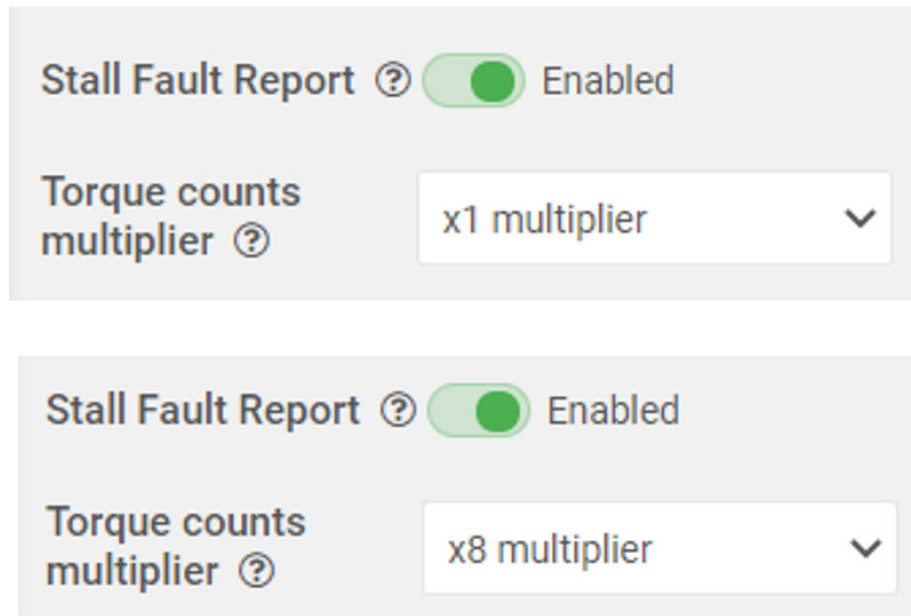 Stall Fault Report ? Enabled
Torque counts
multiplier ? x1 multiplier
Stall Fault Report ? Enabled
Torque counts
multiplier ? x8 multiplier